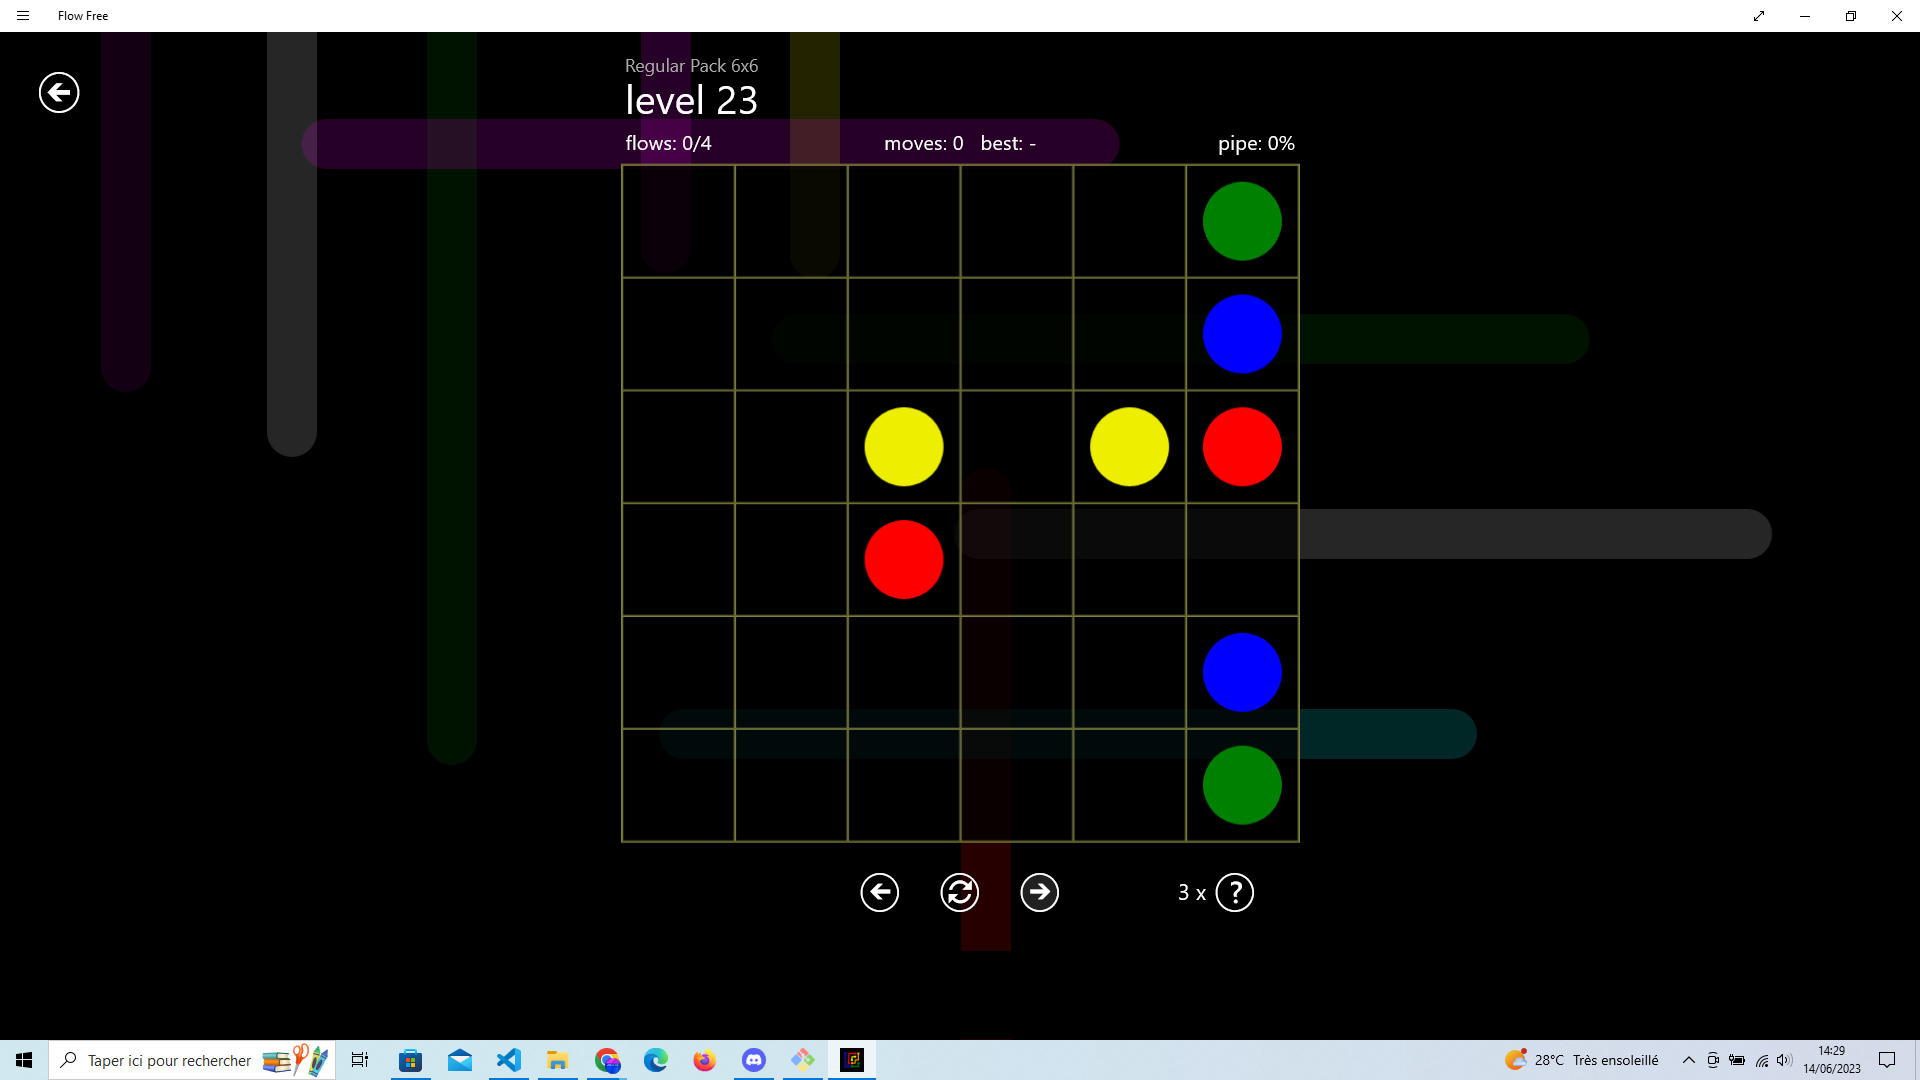 Flow Free
Regular Pack 6x6
level 23
flows: 0/4 moves: 0 best: - pipe: 0%
3 x ?
Taper ici pour rechercher
28°C Très ensoleillé
14:29
14/06/2023